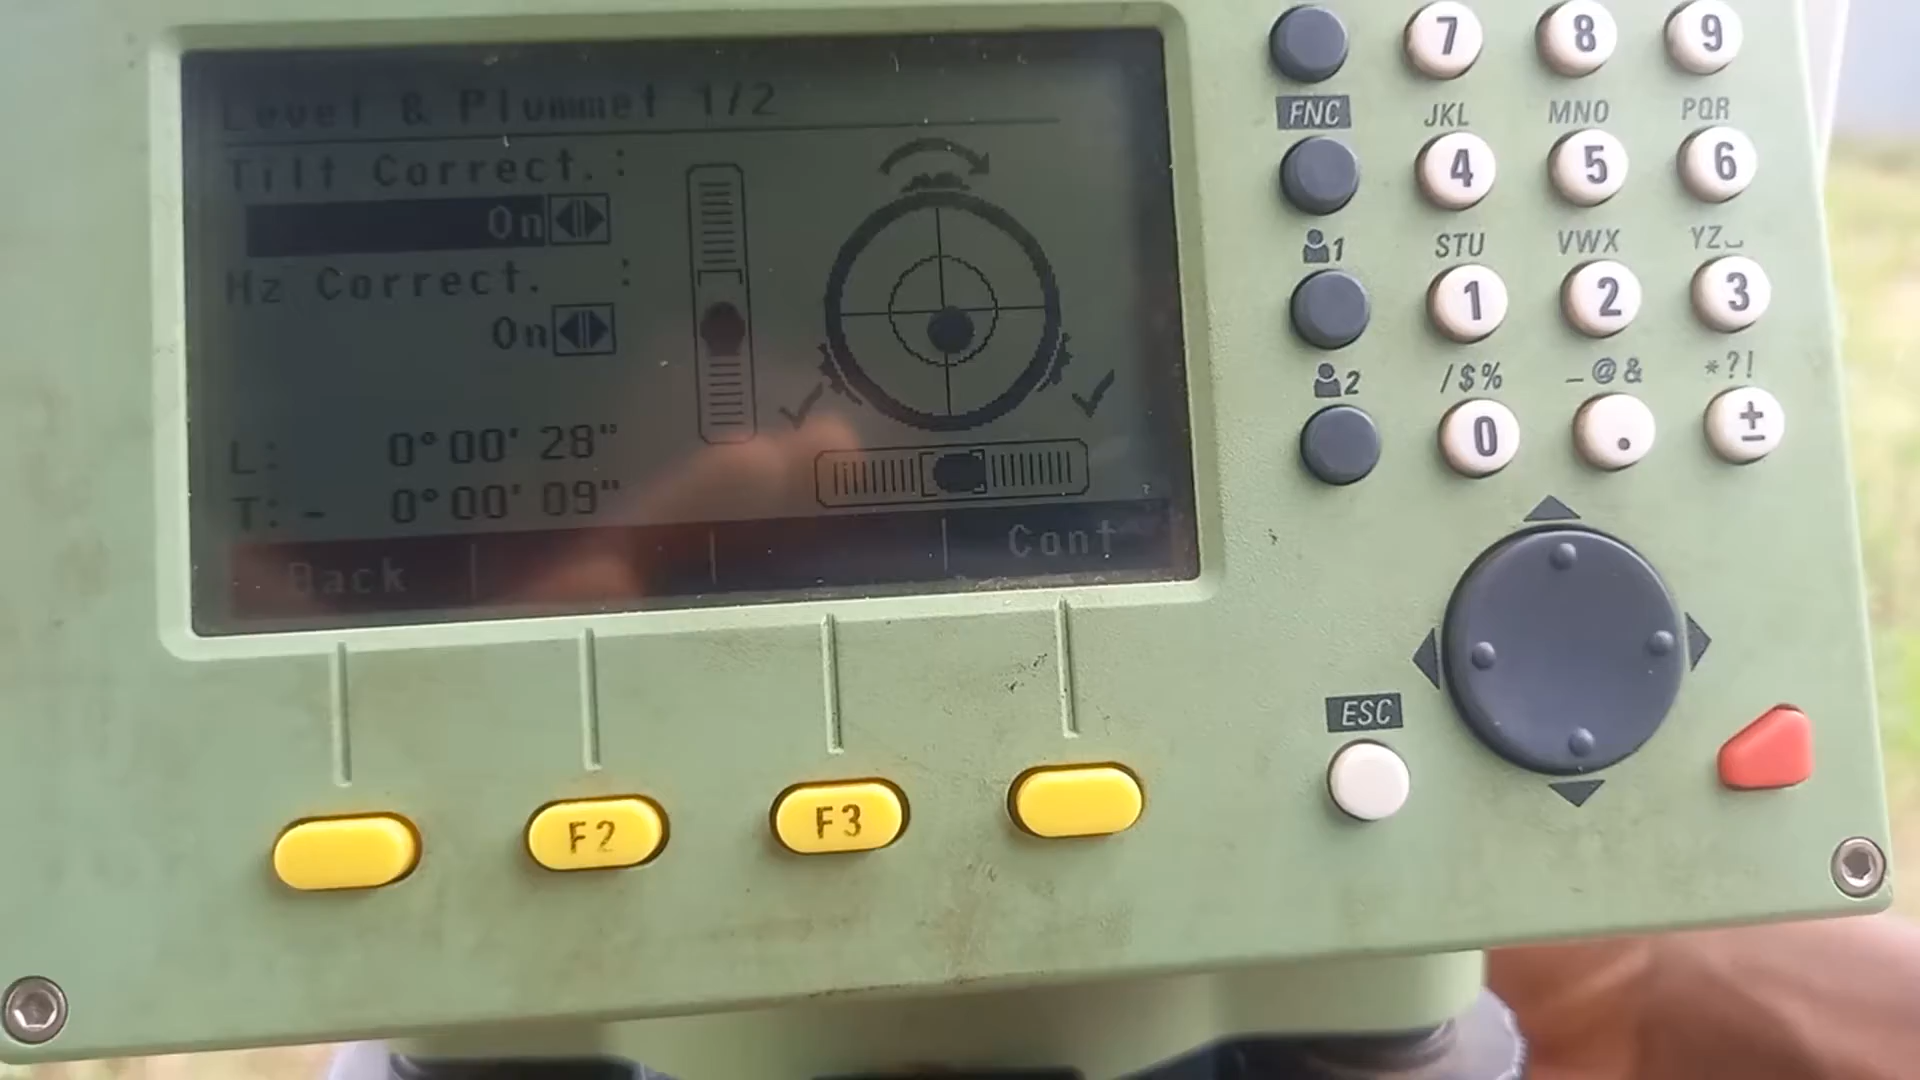 Level & Plummet 1/2
Tilt Correct. :
On
Hz Correct. :
On
L: 0°00'28"
T: - 0°00'09"
Back Cont
F2 F3
7 8 9
FNC JKL MNO PQR
4 5 6
1 STU VWX YZ
1 2 3
2 /$% _@& *?!
0 . ±
ESC